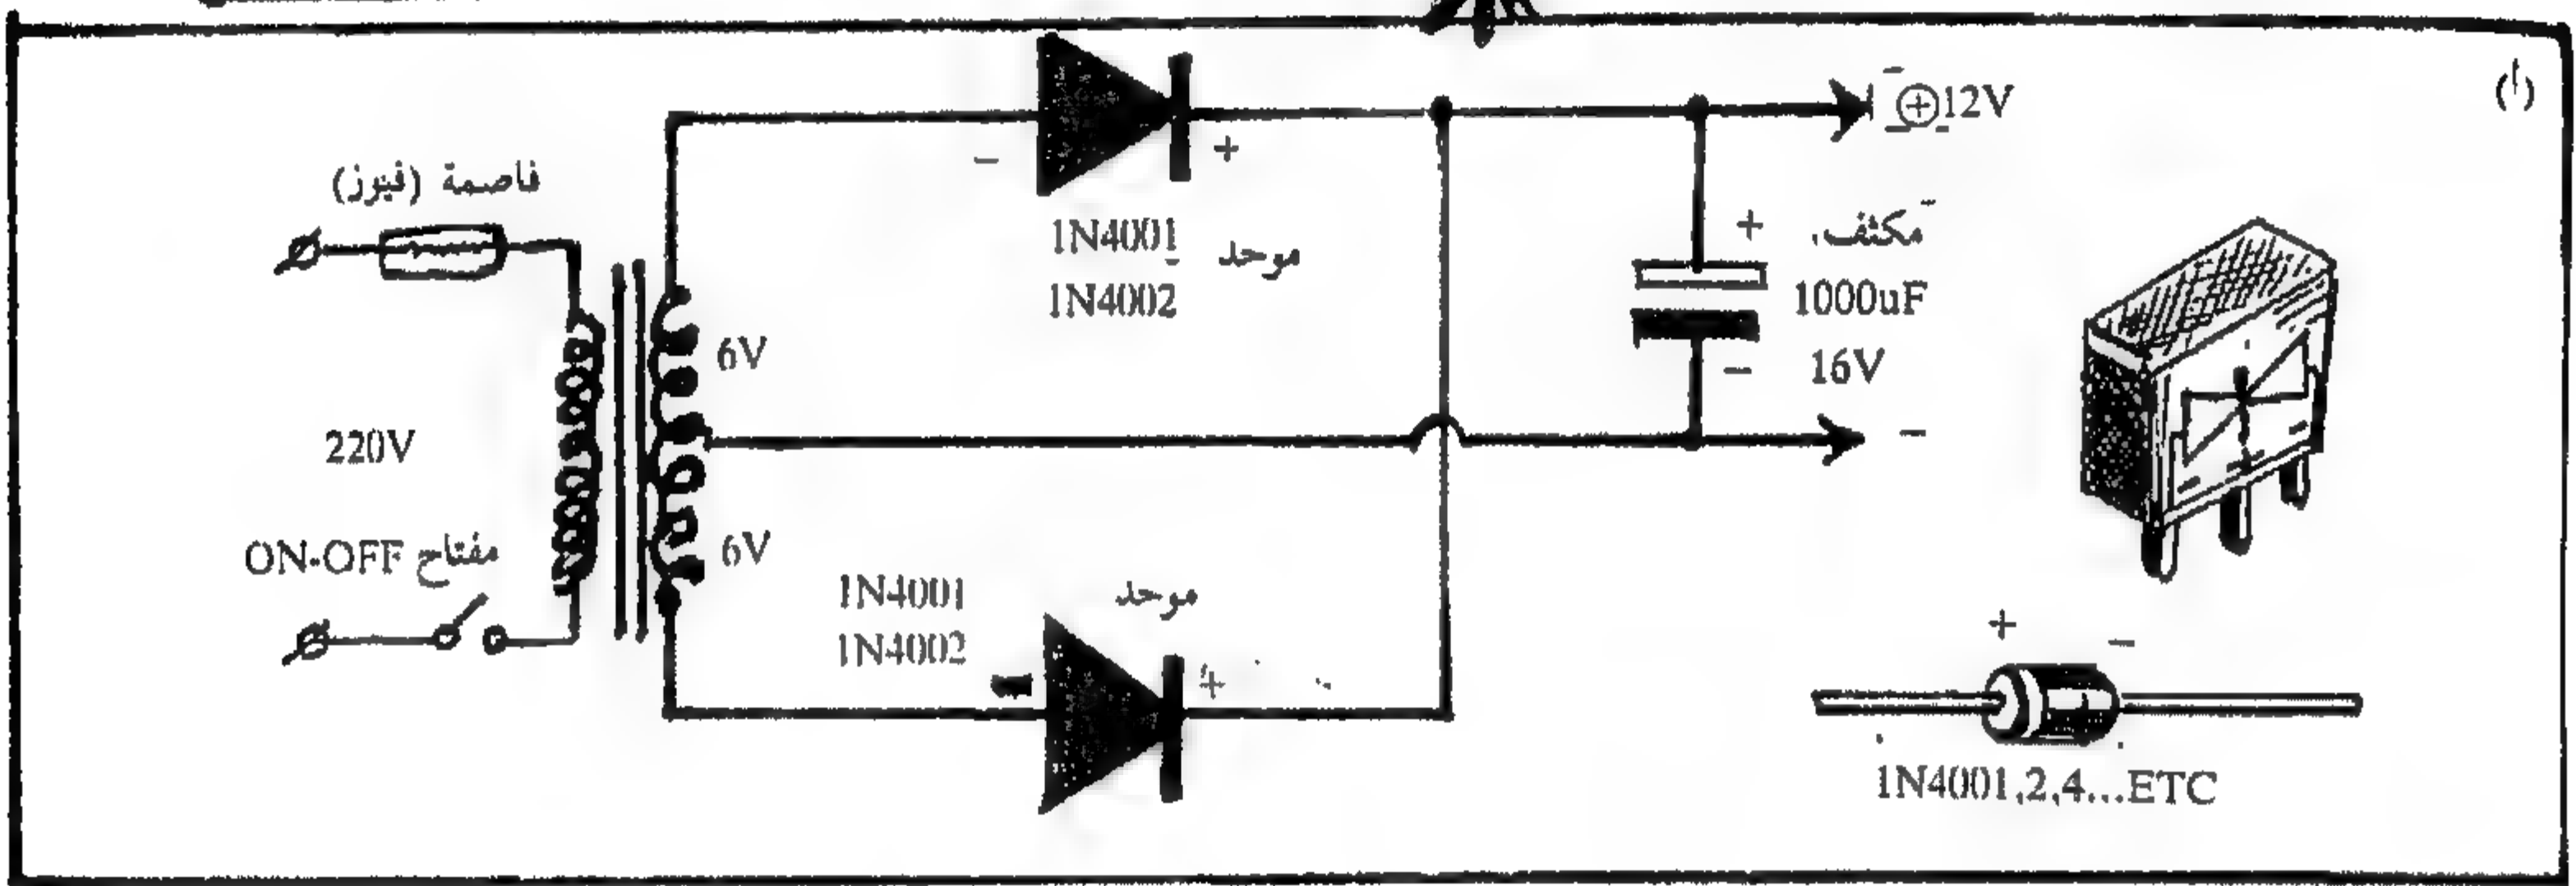 (أ)
⊕12V
- +
فاصمة (فيوز)
1N4001 موحد
1N4002
+ مكثف
1000uF
- 16V
6V
220V
-
6V
مفتاح ON-OFF
1N4001 موحد
1N4002
- +
+ -
1N4001,2,4...ETC